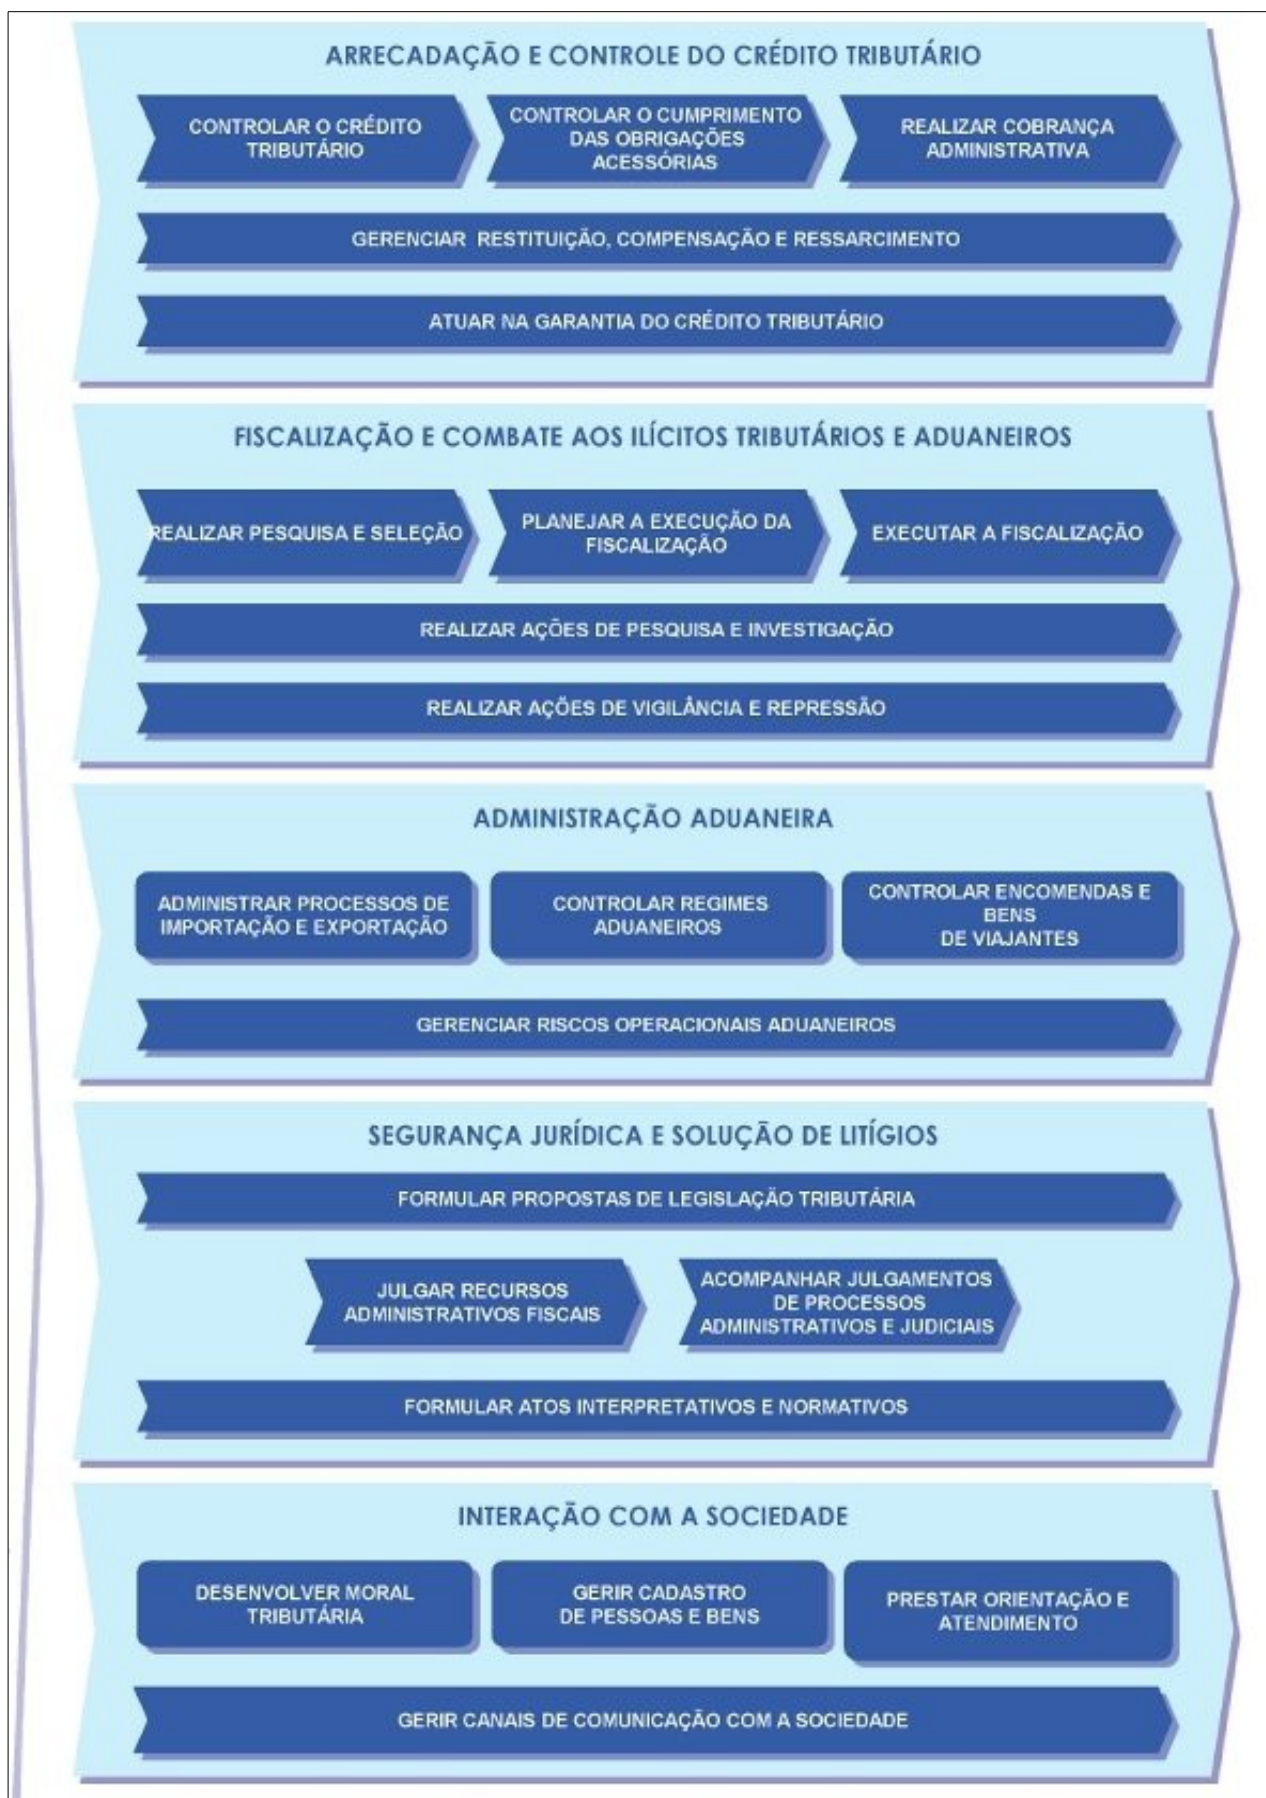 ARRECADAÇÃO E CONTROLE DO CRÉDITO TRIBUTÁRIO
CONTROLAR O CRÉDITO
TRIBUTÁRIO
CONTROLAR O CUMPRIMENTO
DAS OBRIGAÇÕES
ACESSÓRIAS
REALIZAR COBRANÇA
ADMINISTRATIVA
GERENCIAR RESTITUIÇÃO, COMPENSAÇÃO E RESSARCIMENTO
ATUAR NA GARANTIA DO CRÉDITO TRIBUTÁRIO
FISCALIZAÇÃO E COMBATE AOS ILÍCITOS TRIBUTÁRIOS E ADUANEIROS
REALIZAR PESQUISA E SELEÇÃO
PLANEJAR A EXECUÇÃO DA
FISCALIZAÇÃO
EXECUTAR A FISCALIZAÇÃO
REALIZAR AÇÕES DE PESQUISA E INVESTIGAÇÃO
REALIZAR AÇÕES DE VIGILÂNCIA E REPRESSÃO
ADMINISTRAÇÃO ADUANEIRA
ADMINISTRAR PROCESSOS DE
IMPORTAÇÃO E EXPORTAÇÃO
CONTROLAR REGIMES
ADUANEIROS
CONTROLAR ENCOMENDAS E
BENS
DE VIAJANTES
GERENCIAR RISCOS OPERACIONAIS ADUANEIROS
SEGURANÇA JURÍDICA E SOLUÇÃO DE LITÍGIOS
FORMULAR PROPOSTAS DE LEGISLAÇÃO TRIBUTÁRIA
JULGAR RECURSOS
ADMINISTRATIVOS FISCAIS
ACOMPANHAR JULGAMENTOS
DE PROCESSOS
ADMINISTRATIVOS E JUDICIAIS
FORMULAR ATOS INTERPRETATIVOS E NORMATIVOS
INTERAÇÃO COM A SOCIEDADE
DESENVOLVER MORAL
TRIBUTÁRIA
GERIR CADASTRO
DE PESSOAS E BENS
PRESTAR ORIENTAÇÃO E
ATENDIMENTO
GERIR CANAIS DE COMUNICAÇÃO COM A SOCIEDADE